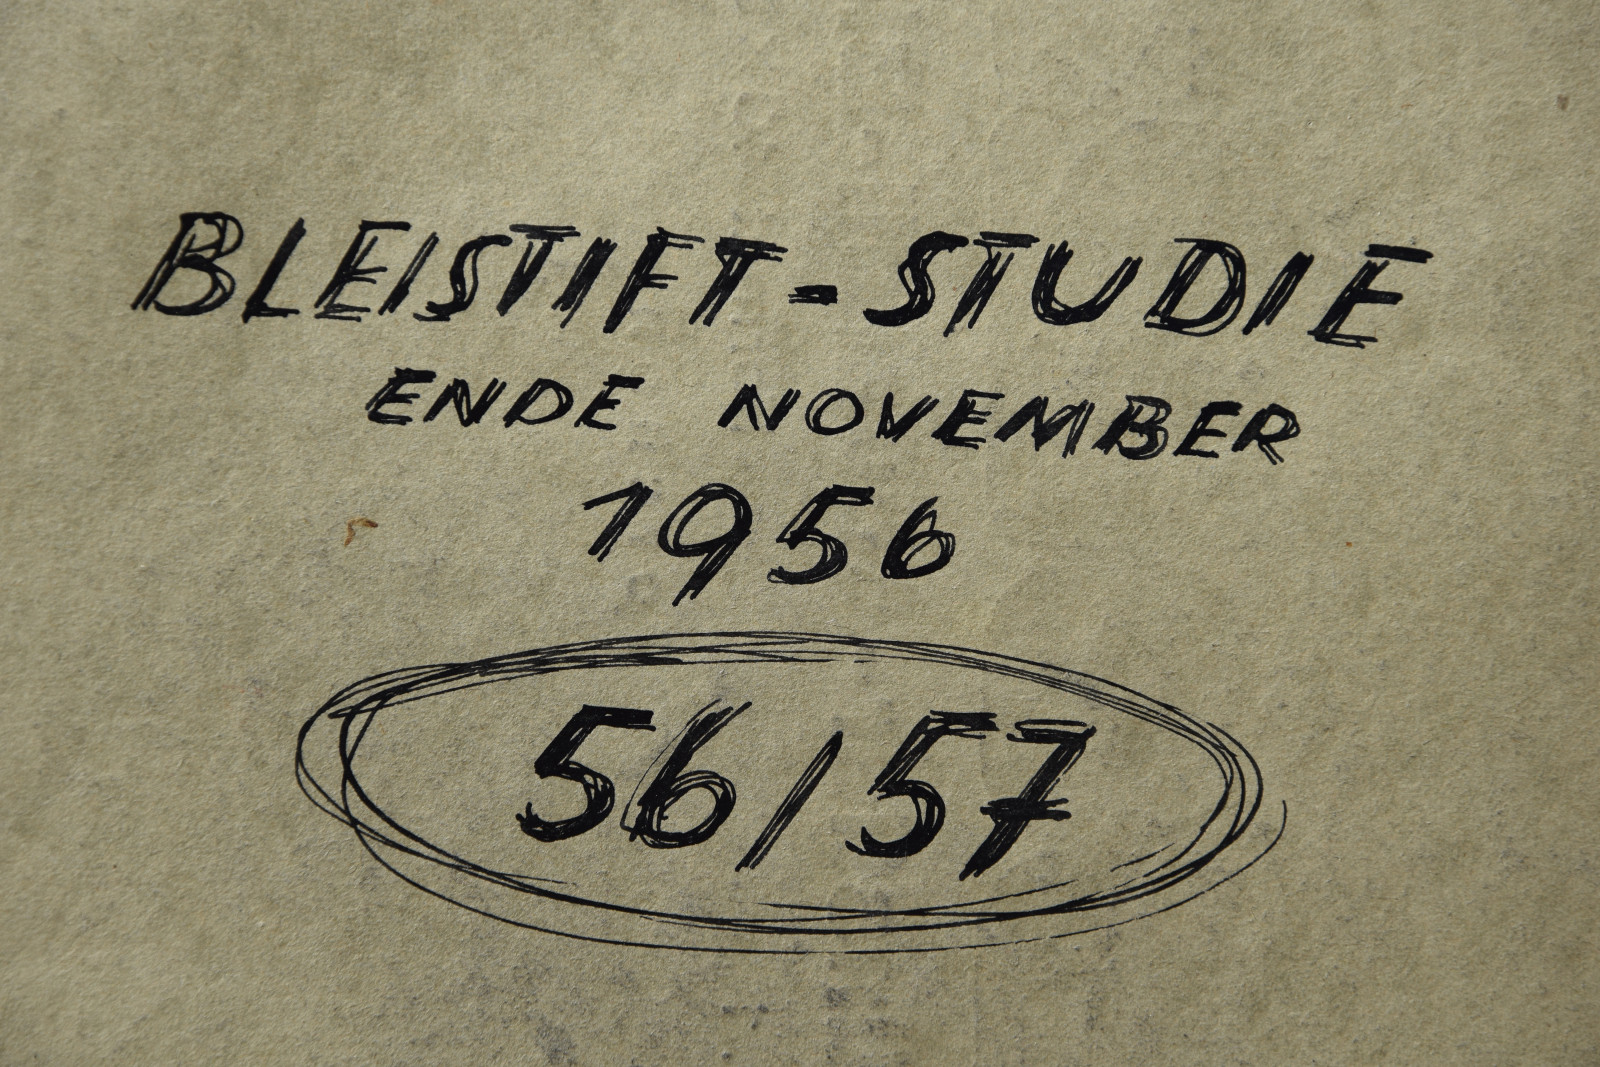 BLEISTIFT-STUDIE
ENDE NOVEMBER
1956
56/57